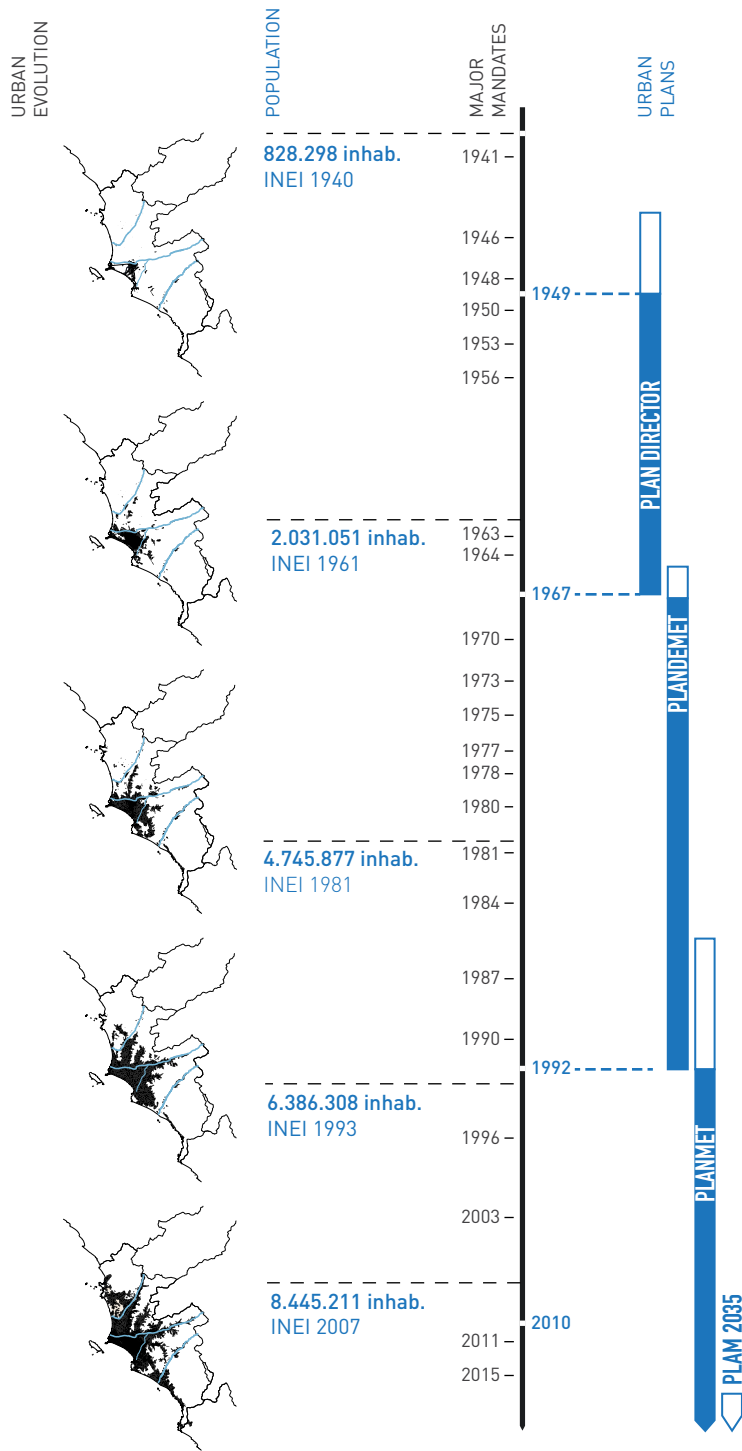 URBAN
EVOLUTION
POPULATION
MAJOR
MANDATES
URBAN
PLANS
828.298 inhab.
INEI 1940
1941
1946
1948
1949
1950
1953
1956
PLAN DIRECTOR
2.031.051 inhab.
INEI 1961
1963
1964
1967
PLANDEMET
1970
1973
1975
1977
1978
1980
4.745.877 inhab.
INEI 1981
1981
1984
1987
1990
1992
6.386.308 inhab.
INEI 1993
1996
PLANMET
2003
8.445.211 inhab.
INEI 2007
2010
2011
2015
PLAM 2035